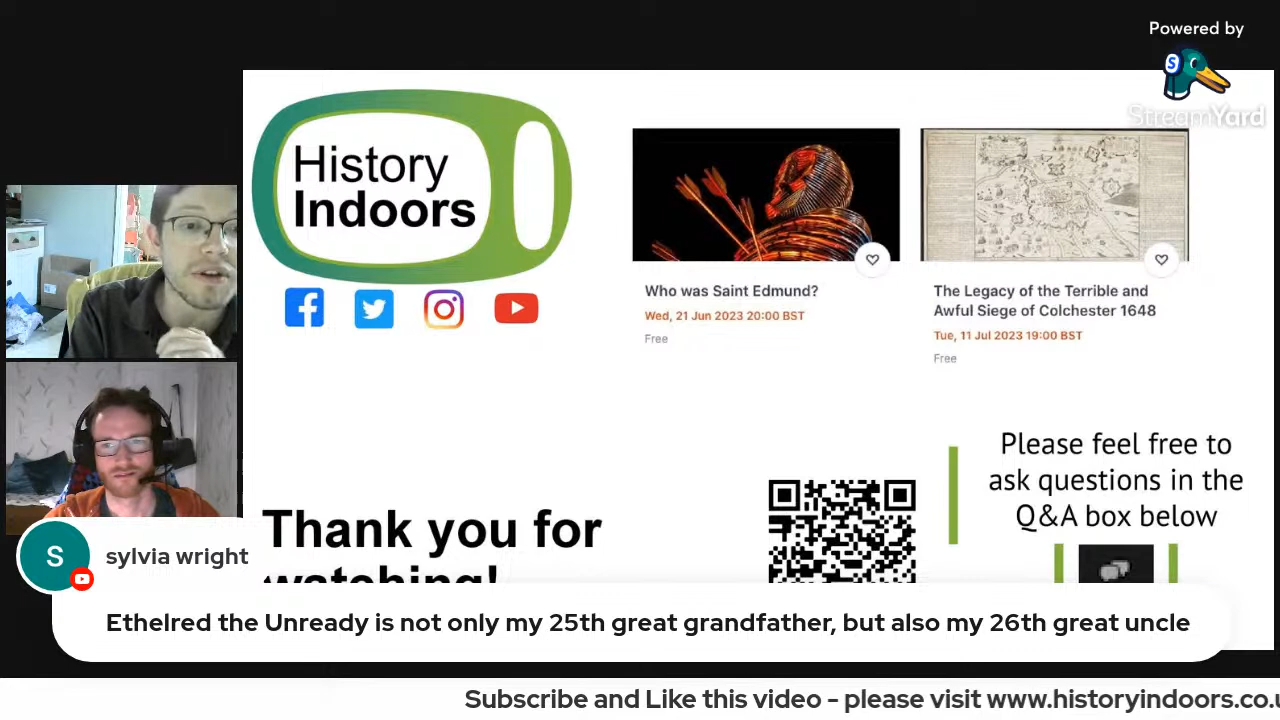 Powered by
StreamYard
History
Indoors
Who was Saint Edmund?
Wed, 21 Jun 2023 20:00 BST
Free
The Legacy of the Terrible and
Awful Siege of Colchester 1648
Tue, 11 Jul 2023 19:00 BST
Free
Please feel free to
ask questions in the
Q&A box below
Thank you for
watching!
S
sylvia wright
Ethelred the Unready is not only my 25th great grandfather, but also my 26th great uncle
Subscribe and Like this video - please visit www.historyindoors.co.u